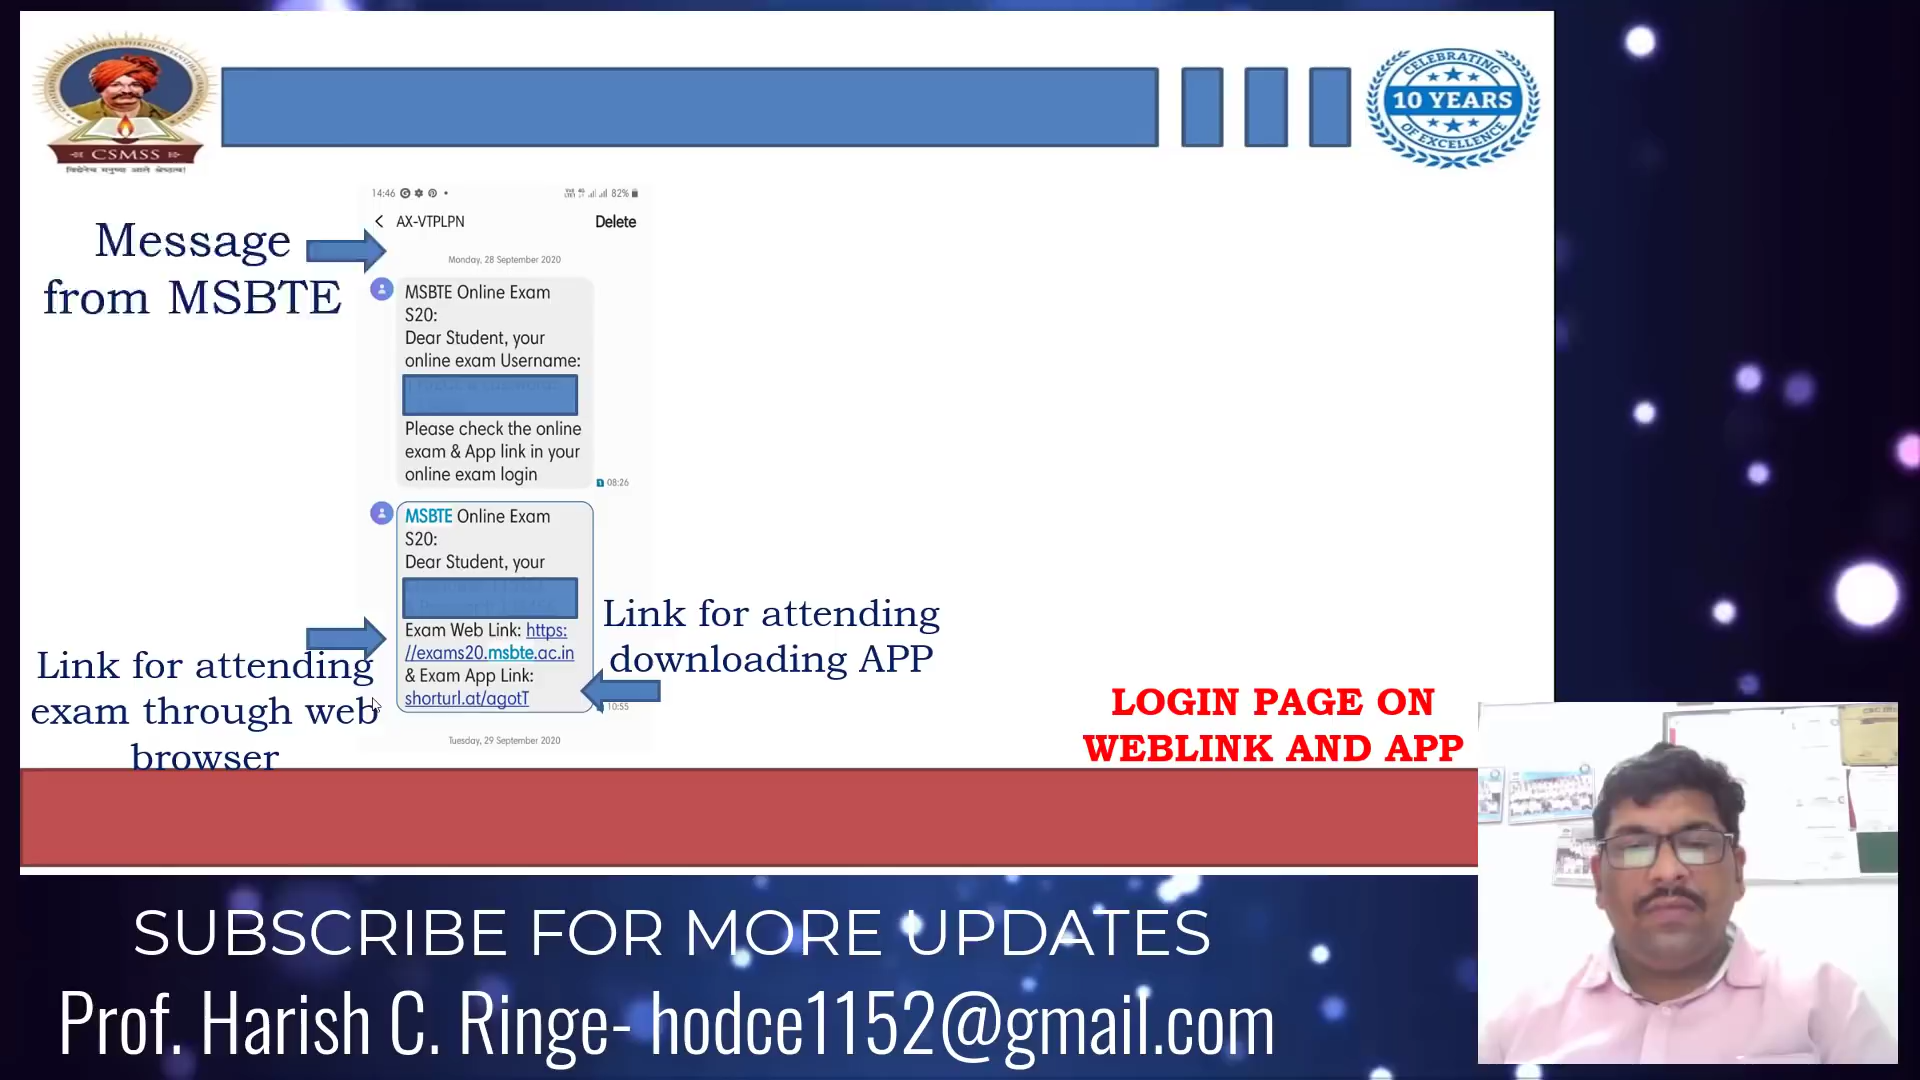 CSMSS
CELEBRATING
10 YEARS
OF EXCELLENCE
14:46
82%
AX-VTPLPN
Delete
Message
from MSBTE
Monday, 28 September 2020
MSBTE Online Exam
S20:
Dear Student, your
online exam Username:
Please check the online
exam & App link in your
online exam login
08:26
MSBTE Online Exam
S20:
Dear Student, your
Exam Web Link: https:
//exams20.msbte.ac.in
& Exam App Link:
shorturl.at/agotT
10:55
Tuesday, 29 September 2020
Link for attending
exam through web
browser
Link for attending
downloading APP
LOGIN PAGE ON
WEBLINK AND APP
SUBSCRIBE FOR MORE UPDATES
Prof. Harish C. Ringe- hodce1152@gmail.com